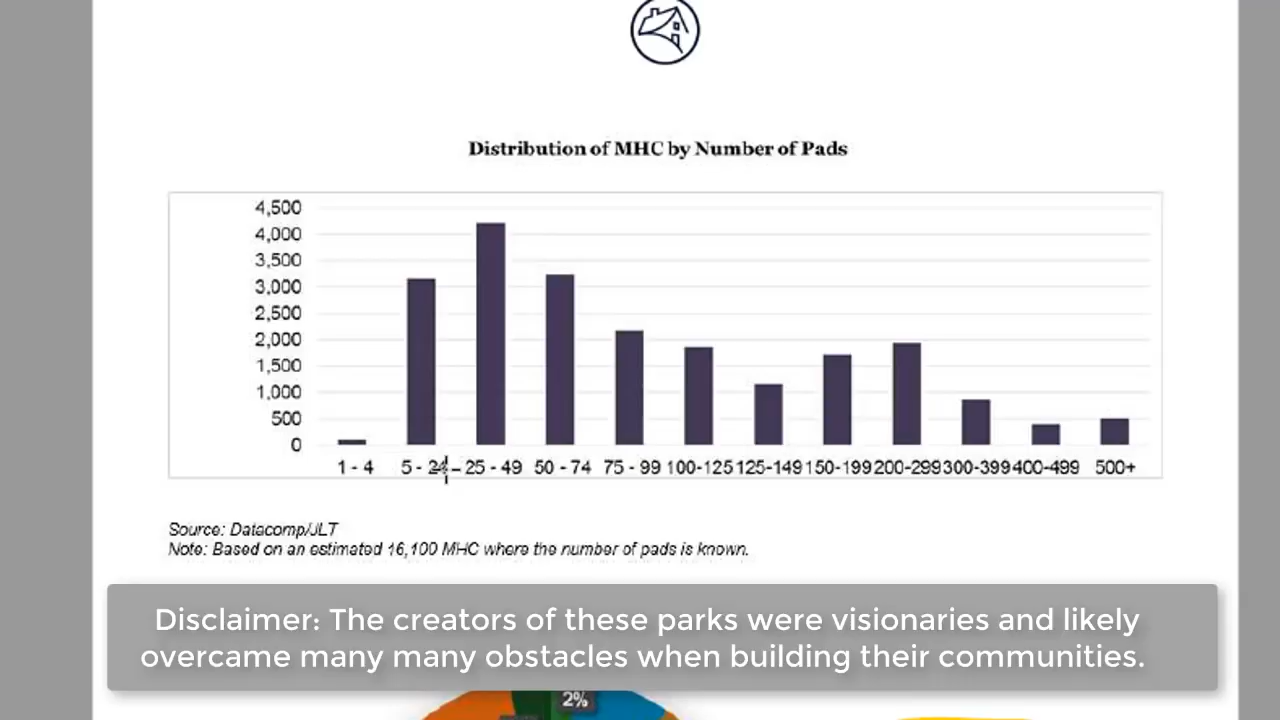 Distribution of MHC by Number of Pads
4,500
4,000
3,500
3,000
2,500
2,000
1,500
1,000
500
0
1 - 4 5 - 24 25 - 49 50 - 74 75 - 99 100-125 125-149 150-199 200-299 300-399 400-499 500+
Source: Datacomp/JLT
Note: Based on an estimated 16,100 MHC where the number of pads is known.
Disclaimer: The creators of these parks were visionaries and likely
overcame many many obstacles when building their communities.
2%